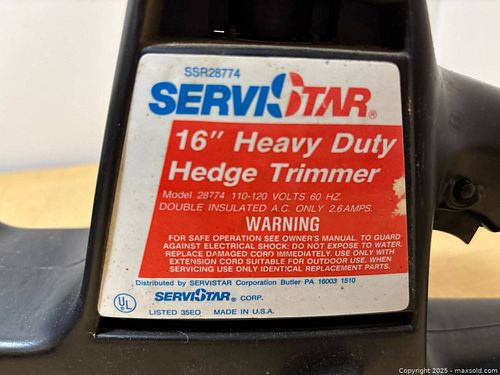 SSR28774
SERVISTAR®
16" Heavy Duty
Hedge Trimmer
Model 28774 110-120 VOLTS 60 HZ.
DOUBLE INSULATED A.C. ONLY 2.6 AMPS.
WARNING
FOR SAFE OPERATION SEE OWNER'S MANUAL. TO GUARD
AGAINST ELECTRICAL SHOCK: DO NOT EXPOSE TO WATER.
REPLACE DAMAGED CORD IMMEDIATELY. USE ONLY WITH
EXTENSION CORD SUITABLE FOR OUTDOOR USE. WHEN
SERVICING USE ONLY IDENTICAL REPLACEMENT PARTS.
Distributed by SERVISTAR Corporation Butler PA 16003 1510
UL SERVISTAR® CORP.
LISTED 35EO MADE IN U.S.A.
Copyright © 2025 - maxsold.com